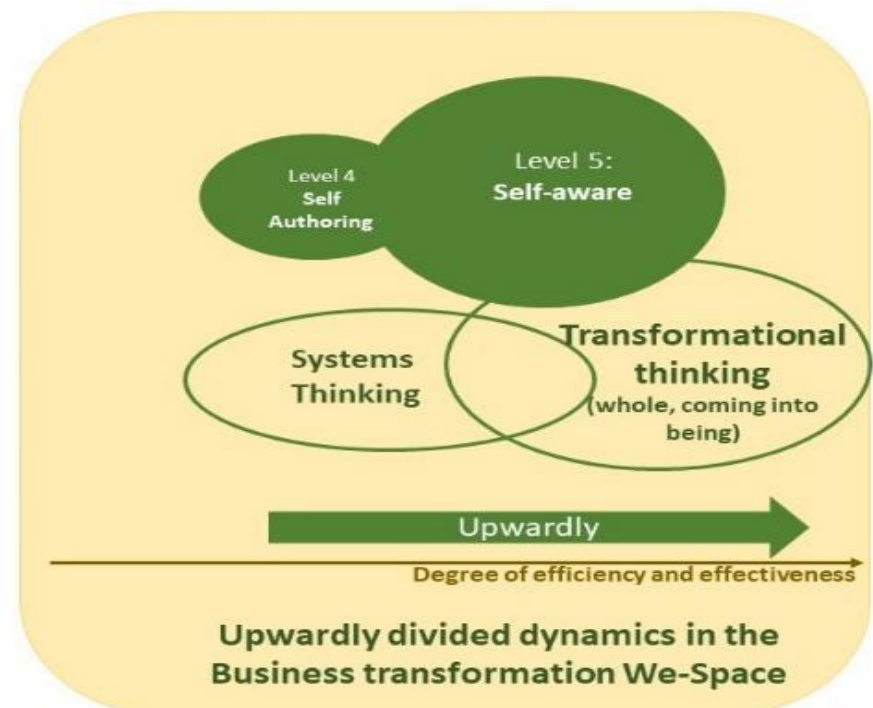 Level 4
Self
Authoring
Level 5:
Self-aware
Systems
Thinking
Transformational
thinking
(whole, coming into
being)
Upwardly
Degree of efficiency and effectiveness
Upwardly divided dynamics in the
Business transformation We-Space